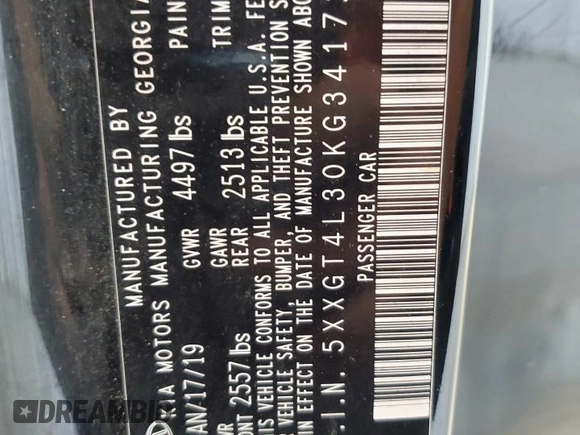 MANUFACTURED BY
KIA MOTORS MANUFACTURING GEORGIA
AN/17/19 GVWR 4497 lbs PAIN
GAWR TRIM
ONT 2557 lbs REAR 2513 lbs
VEHICLE CONFORMS TO ALL APPLICABLE U.S.A. FE
VEHICLE SAFETY, BUMPER, AND THEFT PREVENTION S
IN EFFECT ON THE DATE OF MANUFACTURE SHOWN ABO
.I.N. 5XXGT4L30KG3417
PASSENGER CAR
DREAMBID